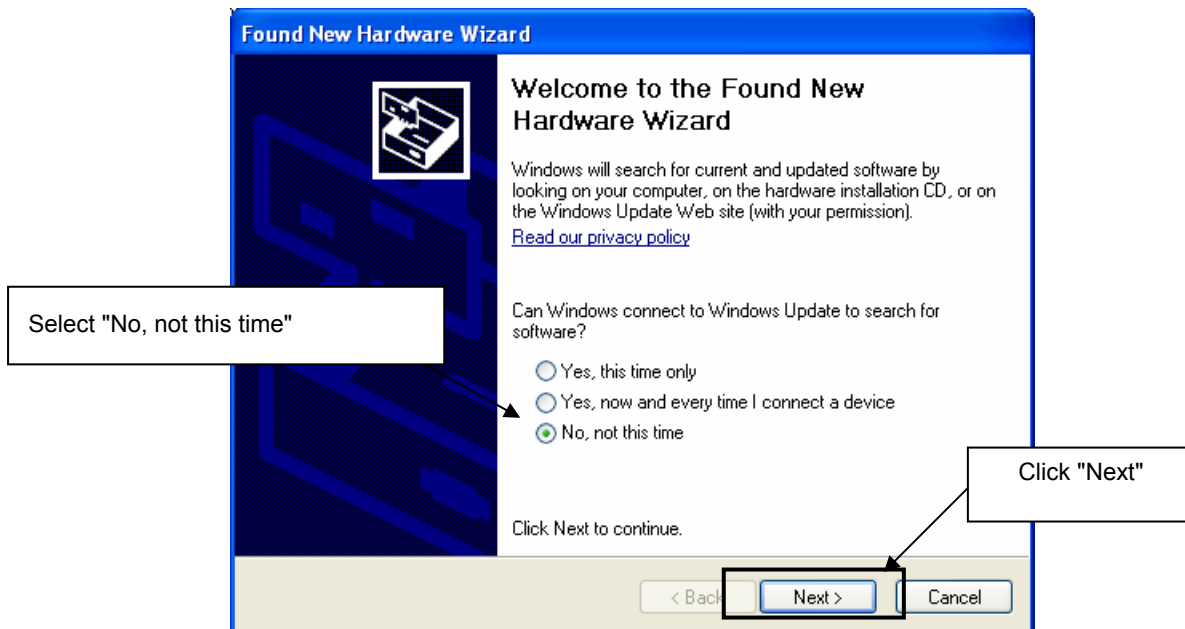 Found New Hardware Wizard
Welcome to the Found New
Hardware Wizard
Windows will search for current and updated software by
looking on your computer, on the hardware installation CD, or on
the Windows Update Web site (with your permission).
Read our privacy policy
Select "No, not this time"
Can Windows connect to Windows Update to search for
software?
Yes, this time only
Yes, now and every time I connect a device
No, not this time
Click "Next"
Click Next to continue.
< Back
Next >
Cancel